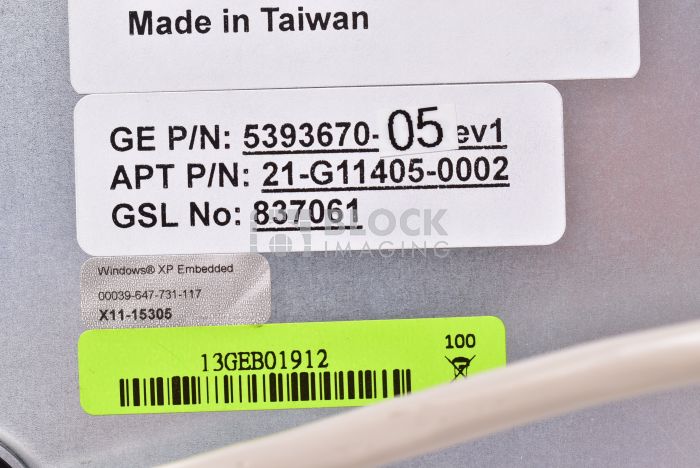 Made in Taiwan
GE P/N: 5393670-05 ev1
APT P/N: 21-G11405-0002
GSL No: 837061
BLOCK
IMAGING
Windows® XP Embedded
00039-647-731-117
X11-15305
100
13GEB01912